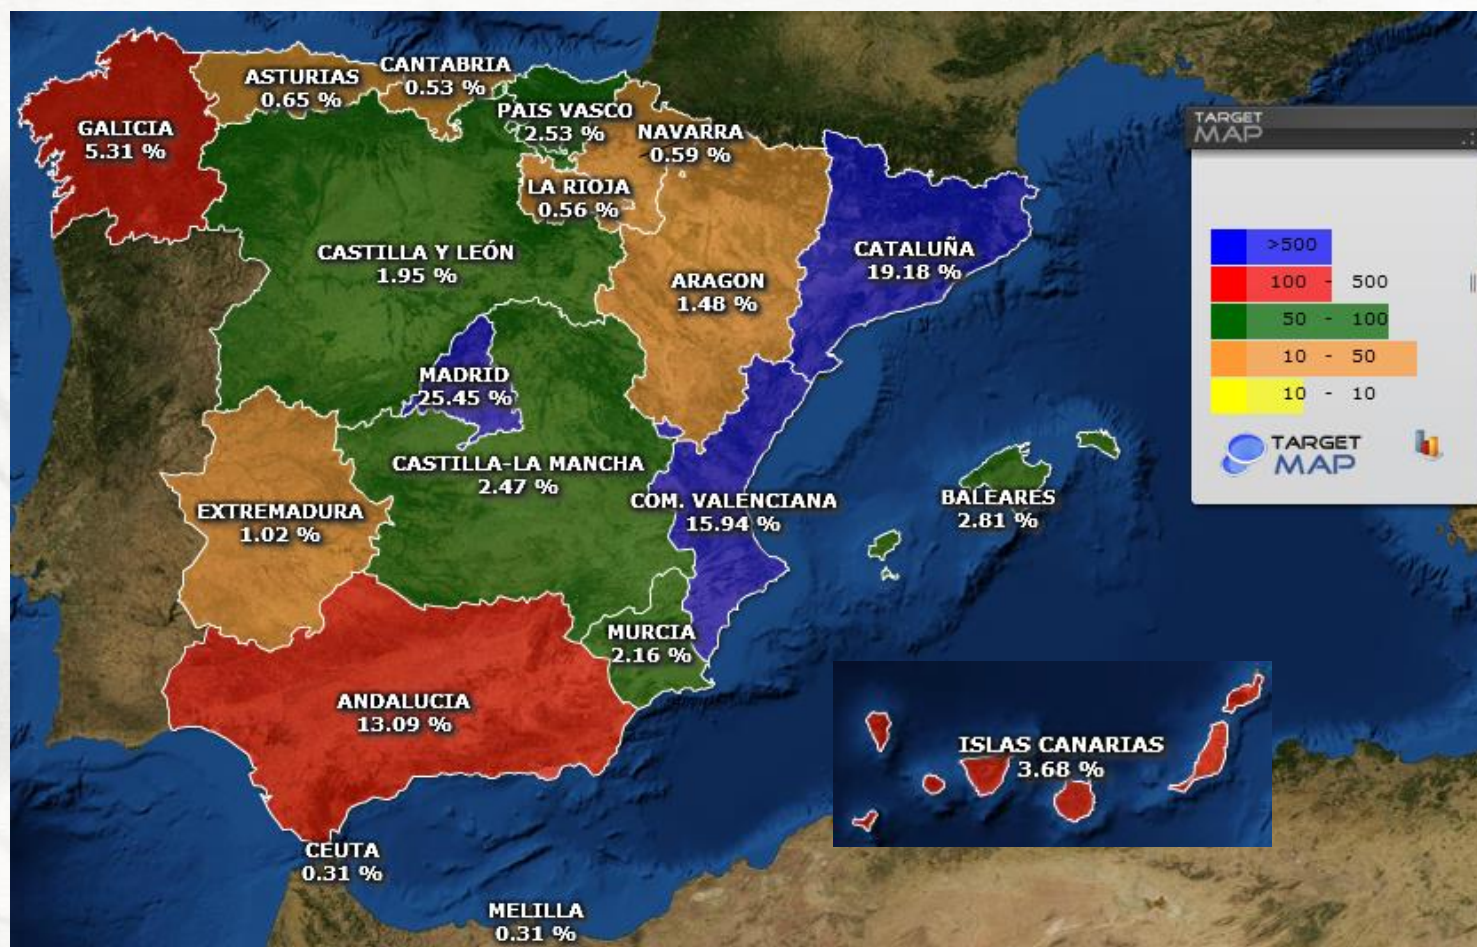 CANTABRIA
0.53 %
ASTURIAS
0.65 %
PAIS VASCO
2.53 %
GALICIA
5.31 %
NAVARRA
0.59 %
LA RIOJA
0.56 %
CASTILLA Y LEÓN
1.95 %
CATALUÑA
19.18 %
ARAGON
1.48 %
MADRID
25.45 %
CASTILLA-LA MANCHA
2.47 %
COM. VALENCIANA
15.94 %
BALEARES
2.81 %
EXTREMADURA
1.02 %
MURCIA
2.16 %
ANDALUCIA
13.09 %
ISLAS CANARIAS
3.68 %
CEUTA
0.31 %
MELILLA
0.31 %
TARGET
MAP
>500
100 - 500
50 - 100
10 - 50
10 - 10
TARGET
MAP